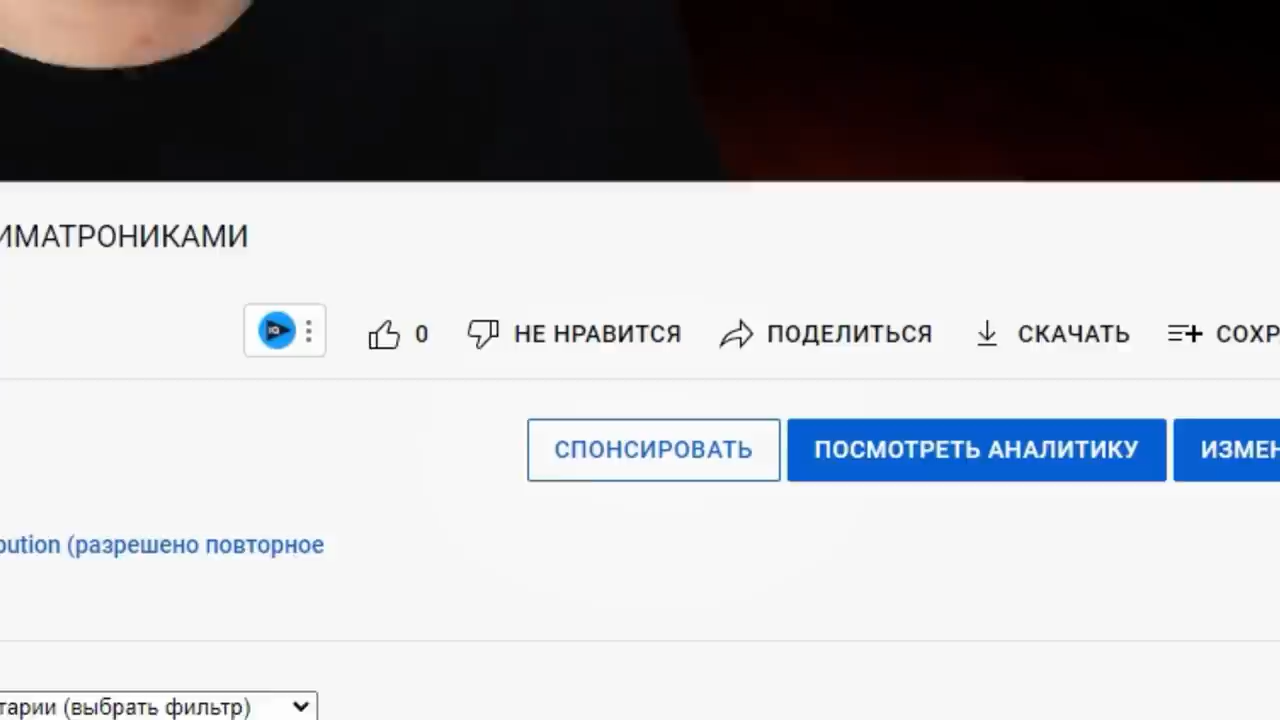 ИМАТРОНИКАМИ
0 НЕ НРАВИТСЯ ПОДЕЛИТЬСЯ СКАЧАТЬ СОХР
СПОНСИРОВАТЬ ПОСМОТРЕТЬ АНАЛИТИКУ ИЗМЕН
bution (разрешено повторное
тарии (выбрать фильтр)